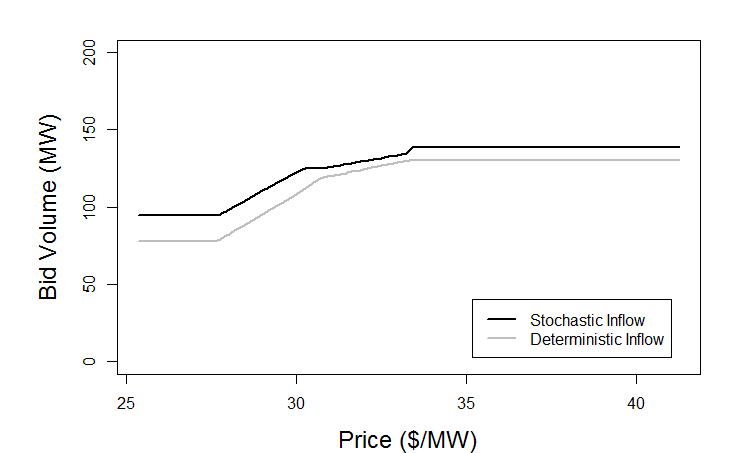 200
150
100
50
0
Bid Volume (MW)
25
30
35
40
Price ($/MW)
Stochastic Inflow
Deterministic Inflow